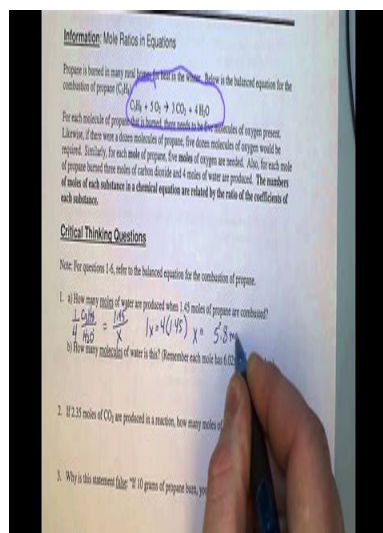 Information: Mole Ratios in Equations
Propane is burned in many rural homes for heat in the winter. Below is the balanced equation for the
combustion of propane (C₃H₈)
C₃H₈ + 5 O₂ → 3 CO₂ + 4 H₂O
For each molecule of propane that is burned, there needs to be five molecules of oxygen present.
Likewise, if there were a dozen molecules of propane, five dozen molecules of oxygen would be
required. Similarly, for each mole of propane, five moles of oxygen are needed. Also, for each mole
of propane burned three moles of carbon dioxide and 4 moles of water are produced. The numbers
of moles of each substance in a chemical equation are related by the ratio of the coefficients of
each substance.
Critical Thinking Questions
Note: For questions 1-6, refer to the balanced equation for the combustion of propane.
1. a) How many moles of water are produced when 1.45 moles of propane are combusted?
1/4 C₃H₈/H₂O = 1.45/x 1x = 4(1.45) x = 5.8 m
b) How many molecules of water is this? (Remember each mole has 6.02
2. If 2.35 moles of CO₂ are produced in a reaction, how many moles of
3. Why is this statement false: "If 10 grams of propane burn, you